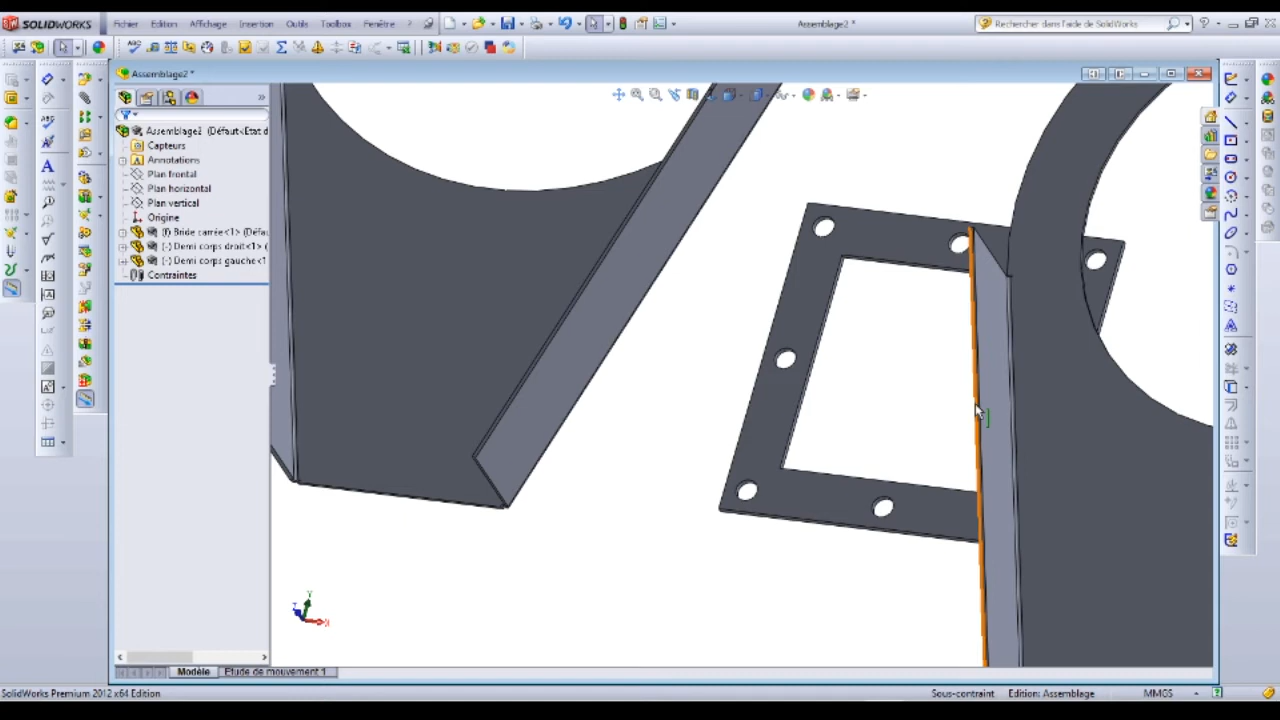 SOLIDWORKS Fichier Edition Affichage Insertion Outils Toolbox Fenêtre ? Assemblage2 * Rechercher dans l'aide de SolidWorks
Assemblage2 *
Assemblage2 (Défaut<Etat d
Capteurs
Annotations
Plan frontal
Plan horizontal
Plan vertical
Origine
(f) Bride carrée<1> (Défau
(-) Demi corps droit<1> (
(-) Demi corps gauche<1
Contraintes
Y
Z
X
Modèle Etude de mouvement 1
SolidWorks Premium 2012 x64 Edition Sous-contraint Edition: Assemblage MMGS